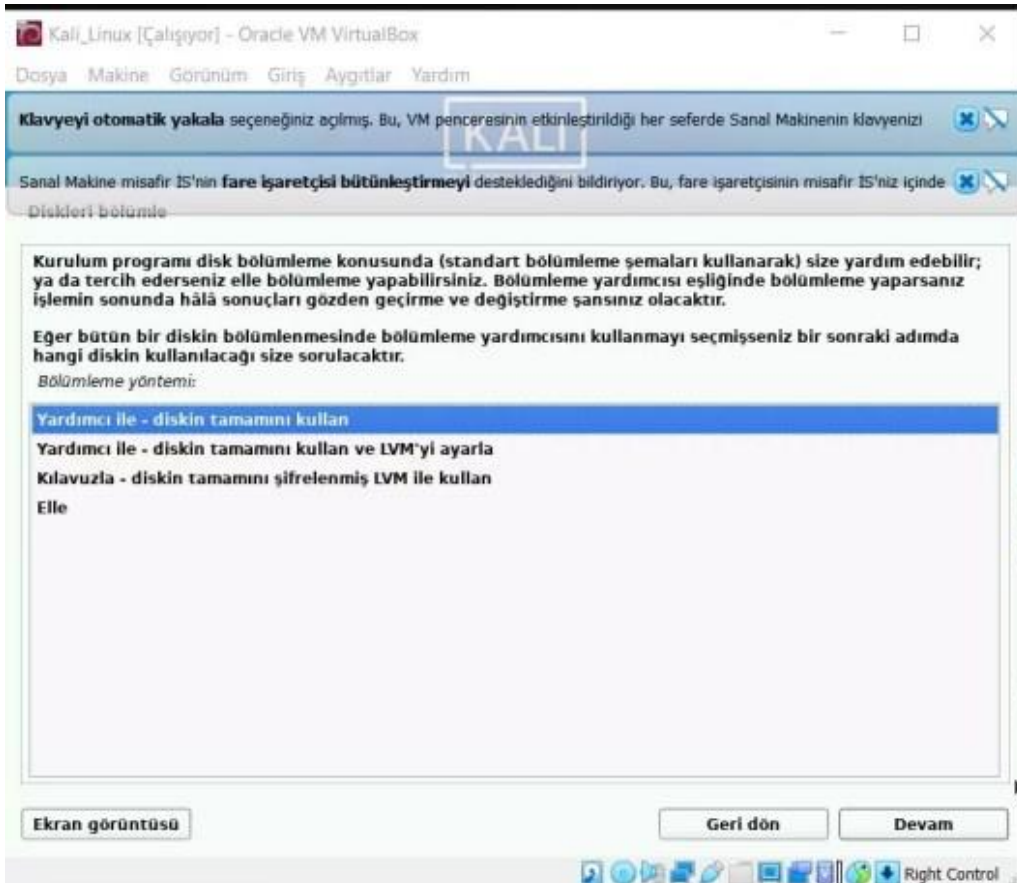 Kali_Linux [Çalışıyor] - Oracle VM VirtualBox
Dosya Makine Görünüm Giriş Aygıtlar Yardım
Klavyeyi otomatik yakala seçeneğiniz açılmış. Bu, VM penceresinin etkinleştirildiği her seferde Sanal Makinenin klavyenizi
KALI
Sanal Makine misafir İS'nin fare işaretçisi bütünleştirmeyi desteklediğini bildiriyor. Bu, fare işaretçisinin misafir İS'niz içinde
Diskleri bölümle
Kurulum programı disk bölümleme konusunda (standart bölümleme şemaları kullanarak) size yardım edebilir;
ya da tercih ederseniz elle bölümleme yapabilirsiniz. Bölümleme yardımcısı eşliğinde bölümleme yaparsanız
işlemin sonunda hâlâ sonuçları gözden geçirme ve değiştirme şansınız olacaktır.
Eğer bütün bir diskin bölümlenmesinde bölümleme yardımcısını kullanmayı seçmişseniz bir sonraki adımda
hangi diskin kullanılacağı size sorulacaktır.
Bölümleme yöntemi:
Yardımcı ile - diskin tamamını kullan
Yardımcı ile - diskin tamamını kullan ve LVM'yi ayarla
Kılavuzla - diskin tamamını şifrelenmiş LVM ile kullan
Elle
Ekran görüntüsü Geri dön Devam
Right Control